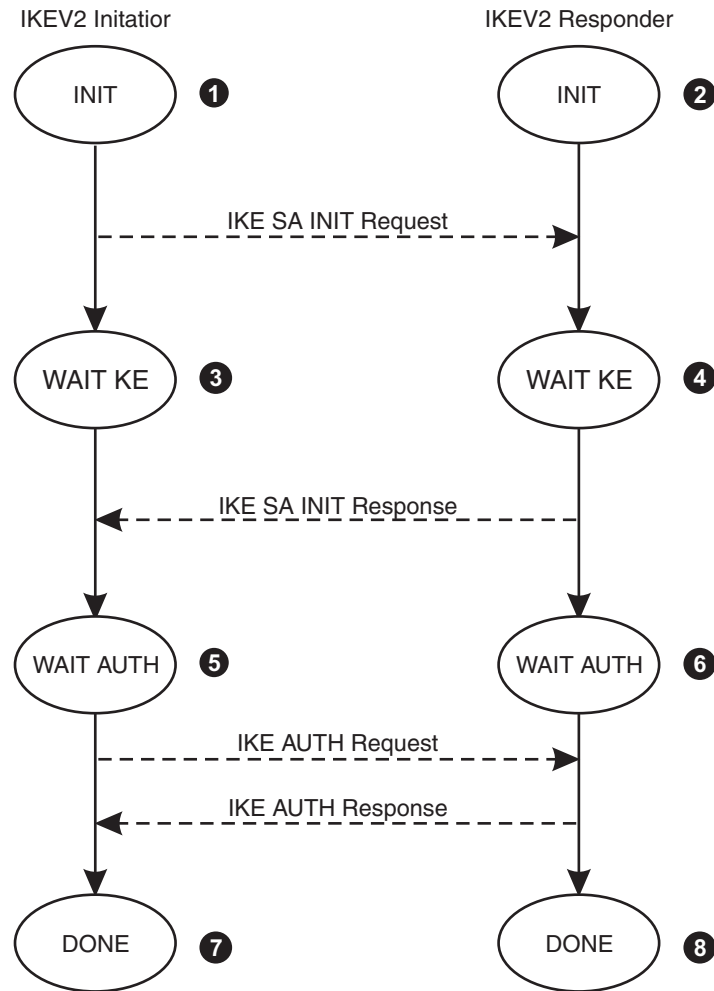 IKEV2 Initatior IKEV2 Responder
INIT 1 INIT 2
IKE SA INIT Request
WAIT KE 3 WAIT KE 4
IKE SA INIT Response
WAIT AUTH 5 WAIT AUTH 6
IKE AUTH Request
IKE AUTH Response
DONE 7 DONE 8